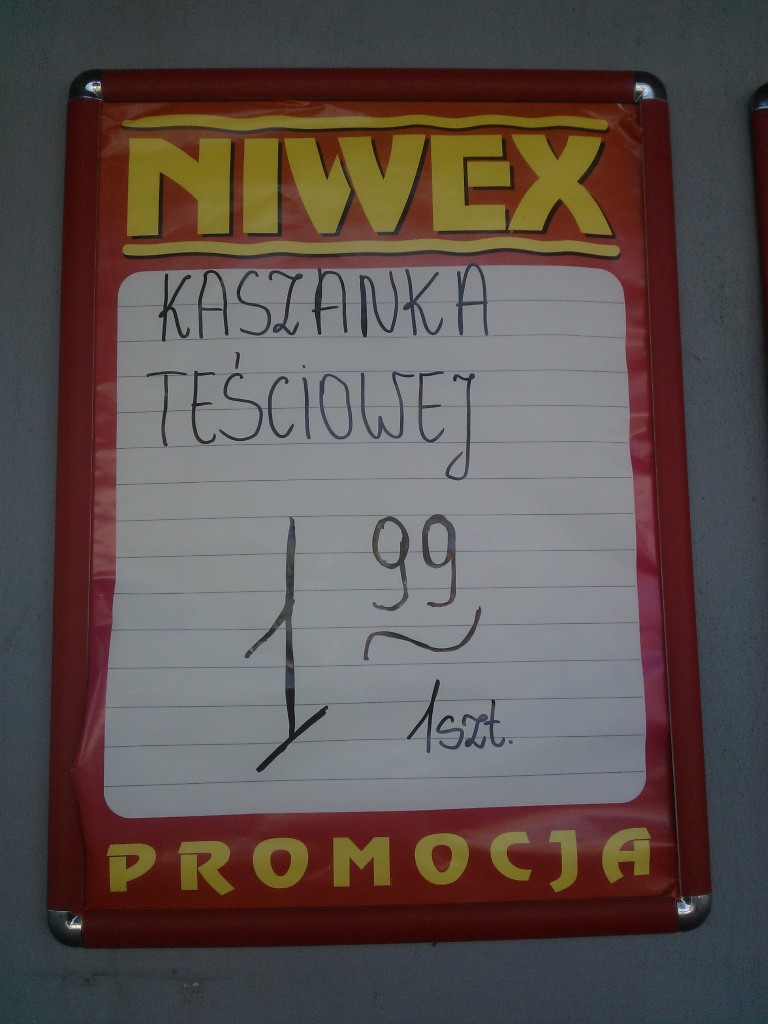 NIWEX
KASZANKA
TEŚCIOWEJ
1 99
1szt.
PROMOCJA